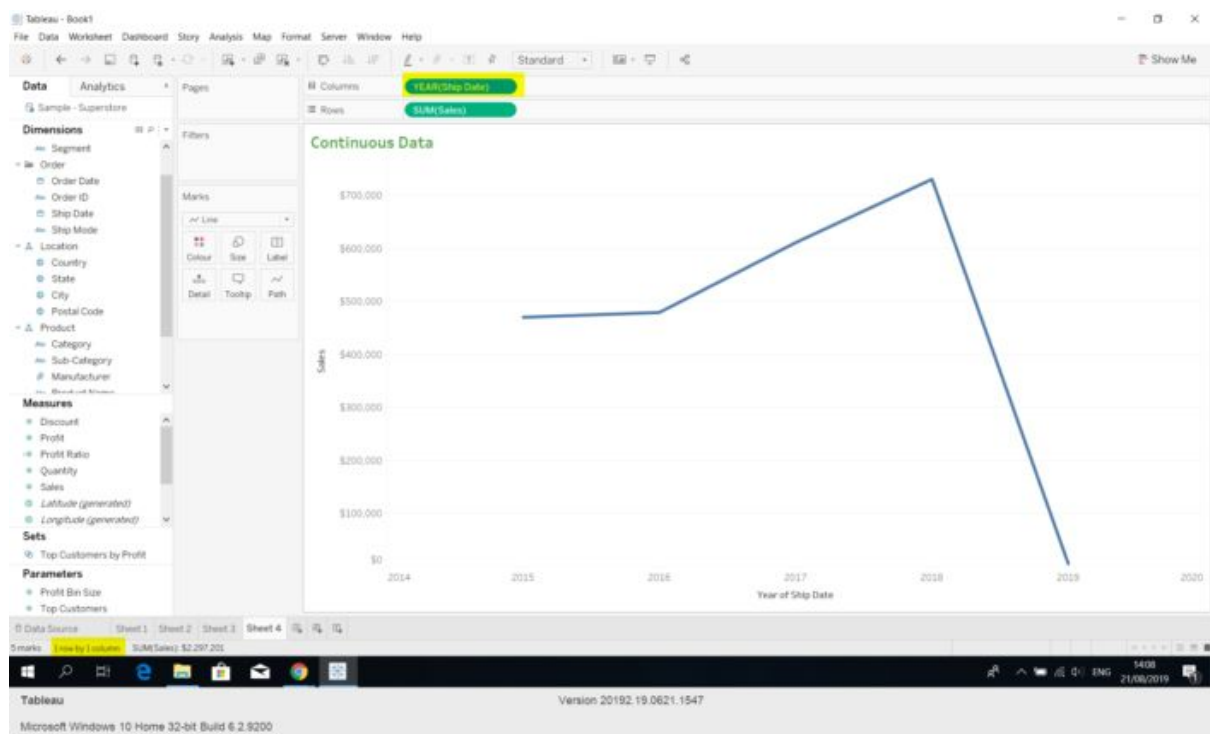 Tableau - Book1
File Data Worksheet Dashboard Story Analysis Map Format Server Window Help
Standard
Show Me
Data Analytics
Sample - Superstore
Dimensions
Abc Segment
Order
Order Date
Abc Order ID
Ship Date
Abc Ship Mode
Location
Country
State
City
Postal Code
Product
Abc Category
Abc Sub-Category
Manufacturer
Abc Product Name
Measures
# Discount
# Profit
Profit Ratio
# Quantity
# Sales
Latitude (generated)
Longitude (generated)
Sets
Top Customers by Profit
Parameters
# Profit Bin Size
# Top Customers
Pages
Filters
Marks
Line
Colour Size Label
Detail Tooltip Path
Columns YEAR(Ship Date)
Rows SUM(Sales)
Continuous Data
$700,000
$600,000
$500,000
$400,000
$300,000
$200,000
$100,000
$0
Sales
2014 2015 2016 2017 2018 2019 2020
Year of Ship Date
Data Source Sheet 1 Sheet 2 Sheet 3 Sheet 4
5 marks 1 row by 1 column SUM(Sales): $2,297,201
ENG
14:08
21/08/2019
Tableau Version 20192.19.0621.1547
Microsoft Windows 10 Home 32-bit Build 6.2.9200